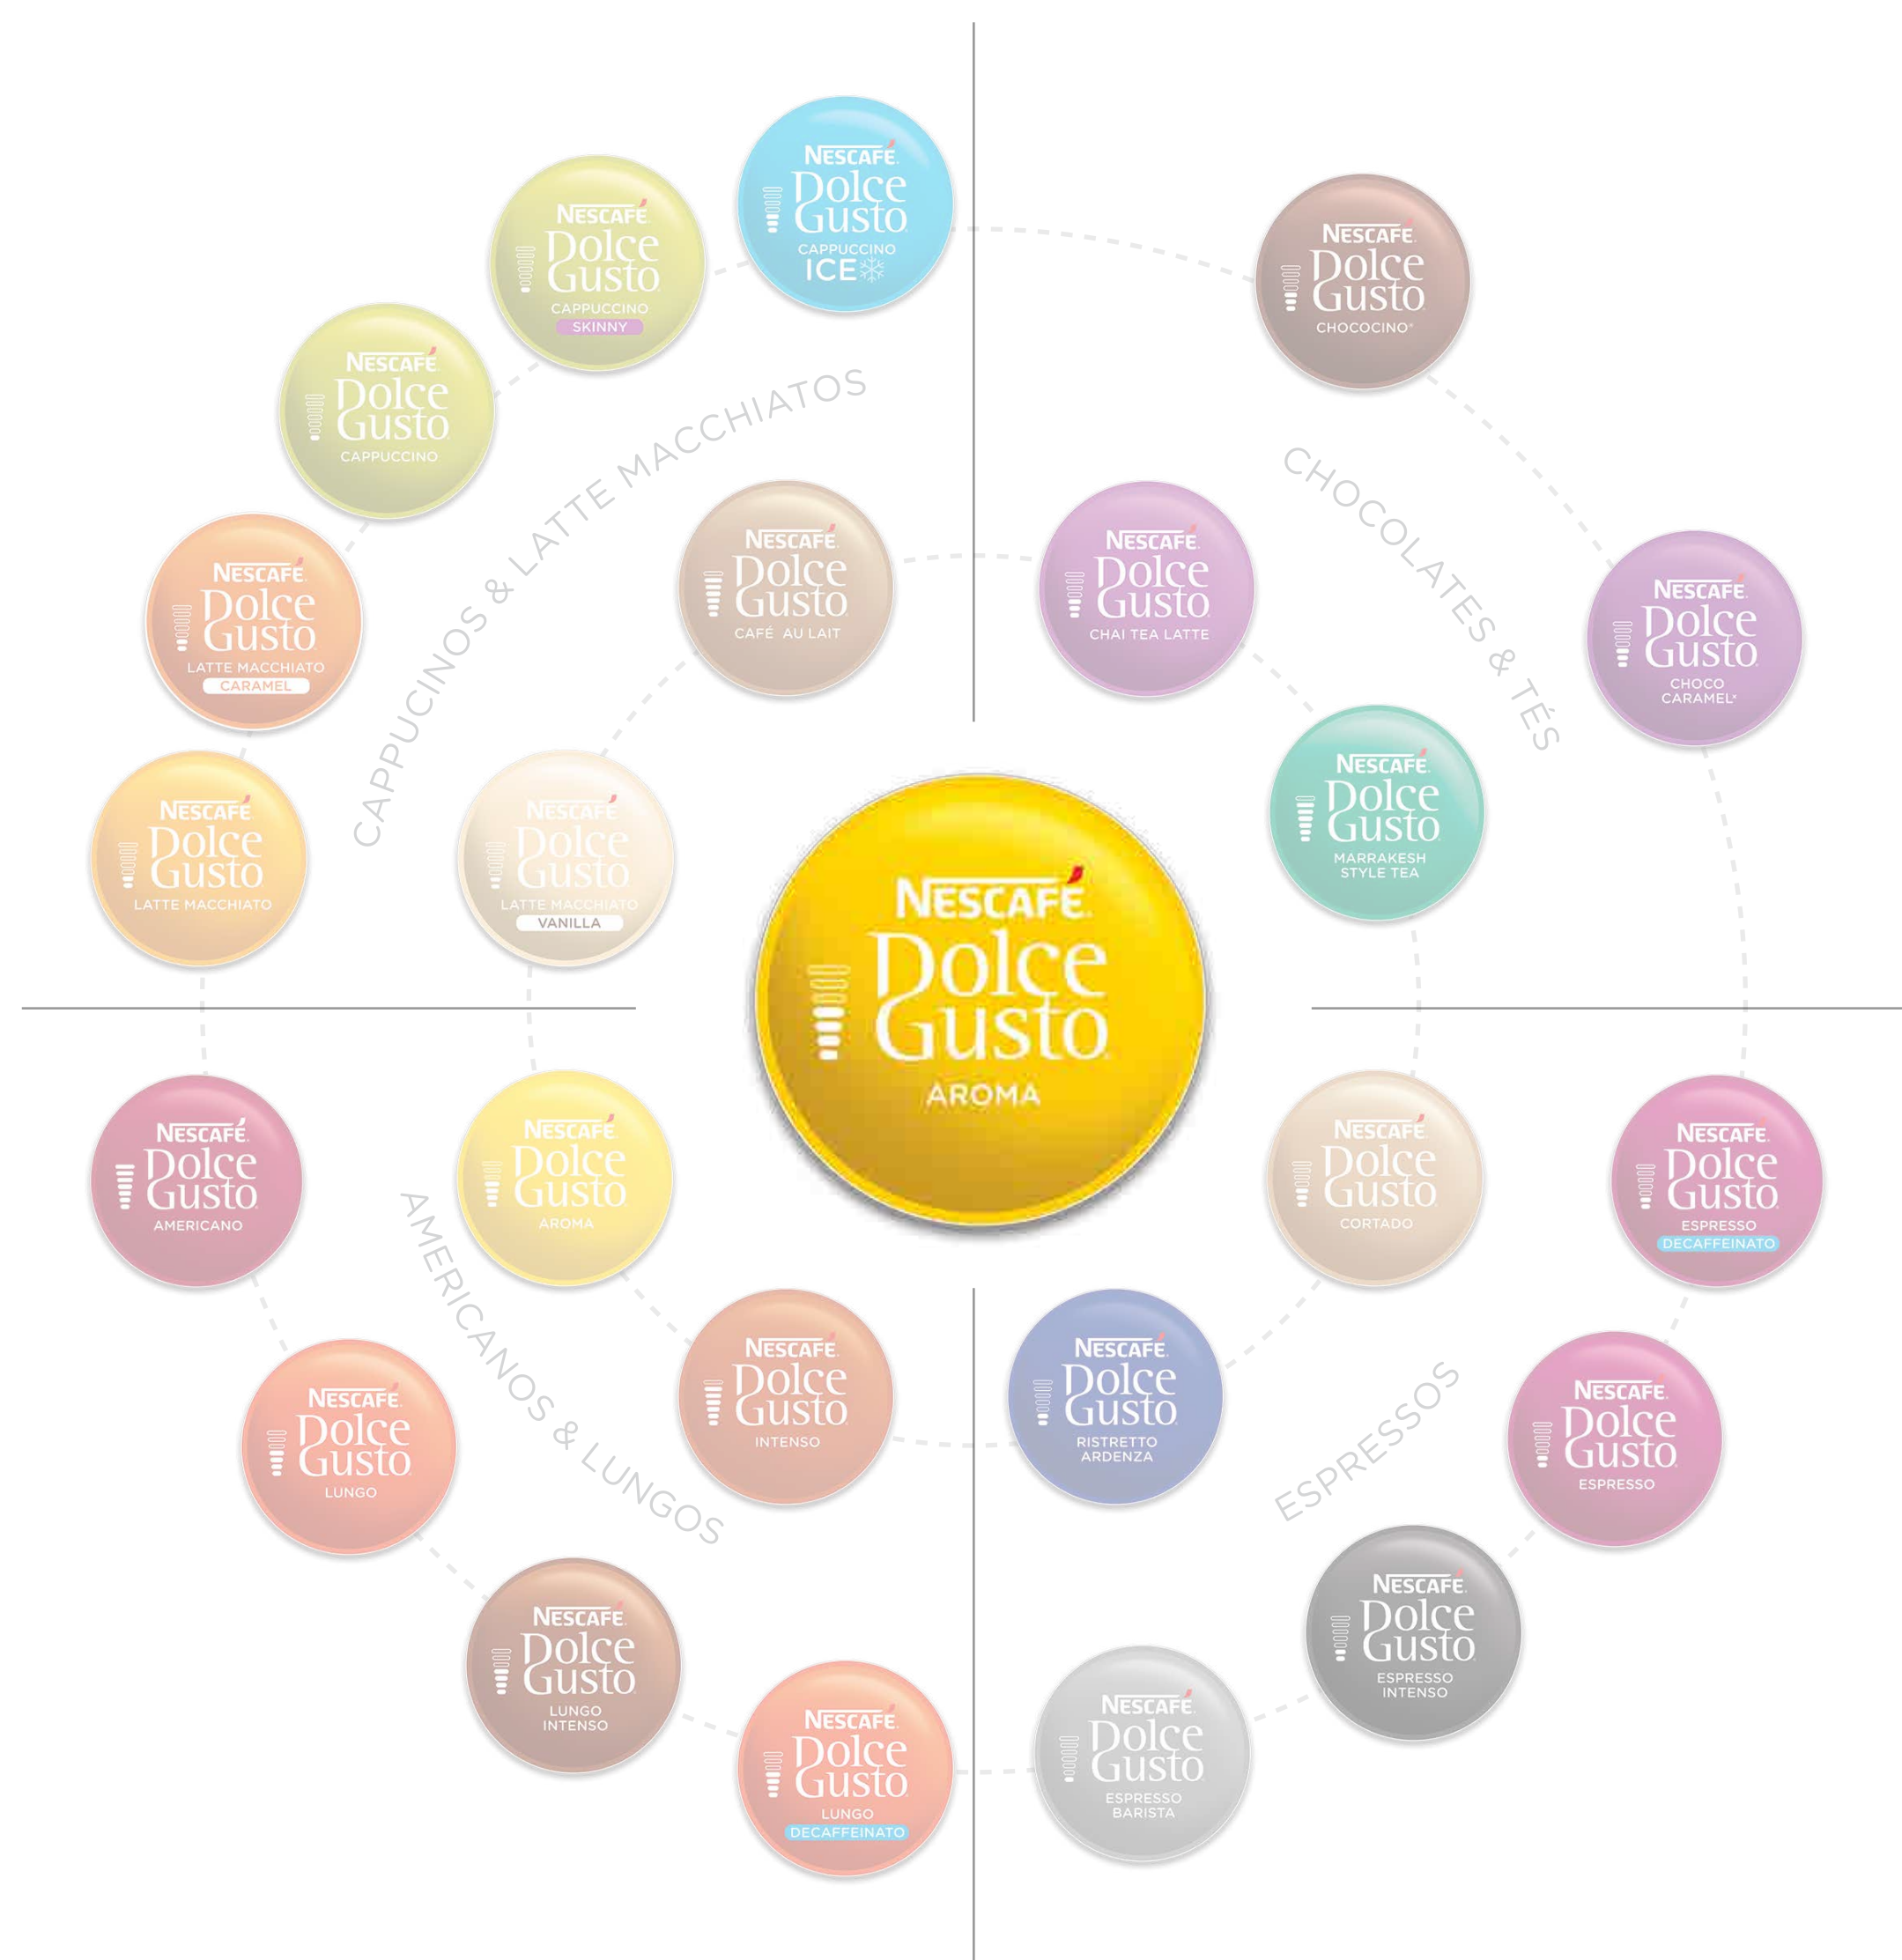 NESCAFÉ
Dolce
Gusto
CAPPUCCINO
ICE
NESCAFÉ
Dolce
Gusto
CAPPUCCINO
SKINNY
NESCAFÉ
Dolce
Gusto
CAPPUCCINO
NESCAFÉ
Dolce
Gusto
LATTE MACCHIATO
CARAMEL
NESCAFÉ
Dolce
Gusto
LATTE MACCHIATO
CAPPUCINOS & LATTE MACCHIATOS
NESCAFÉ
Dolce
Gusto
CAFÉ AU LAIT
NESCAFÉ
Dolce
Gusto
LATTE MACCHIATO
VANILLA
NESCAFÉ
Dolce
Gusto
CHOCOCINO
NESCAFÉ
Dolce
Gusto
CHOCO
CARAMEL
CHOCOLATES & TÉS
NESCAFÉ
Dolce
Gusto
CHAI TEA LATTE
NESCAFÉ
Dolce
Gusto
MARRAKESH
STYLE TEA
NESCAFÉ
Dolce
Gusto
AROMA
NESCAFÉ
Dolce
Gusto
AMERICANO
NESCAFÉ
Dolce
Gusto
AROMA
AMERICANOS & LUNGOS
NESCAFÉ
Dolce
Gusto
INTENSO
NESCAFÉ
Dolce
Gusto
LUNGO
NESCAFÉ
Dolce
Gusto
LUNGO
INTENSO
NESCAFÉ
Dolce
Gusto
LUNGO
DECAFFEINATO
NESCAFÉ
Dolce
Gusto
CORTADO
NESCAFÉ
Dolce
Gusto
ESPRESSO
DECAFFEINATO
NESCAFÉ
Dolce
Gusto
RISTRETTO
ARDENZA
ESPRESSOS
NESCAFÉ
Dolce
Gusto
ESPRESSO
NESCAFÉ
Dolce
Gusto
ESPRESSO
INTENSO
NESCAFÉ
Dolce
Gusto
ESPRESSO
BARISTA